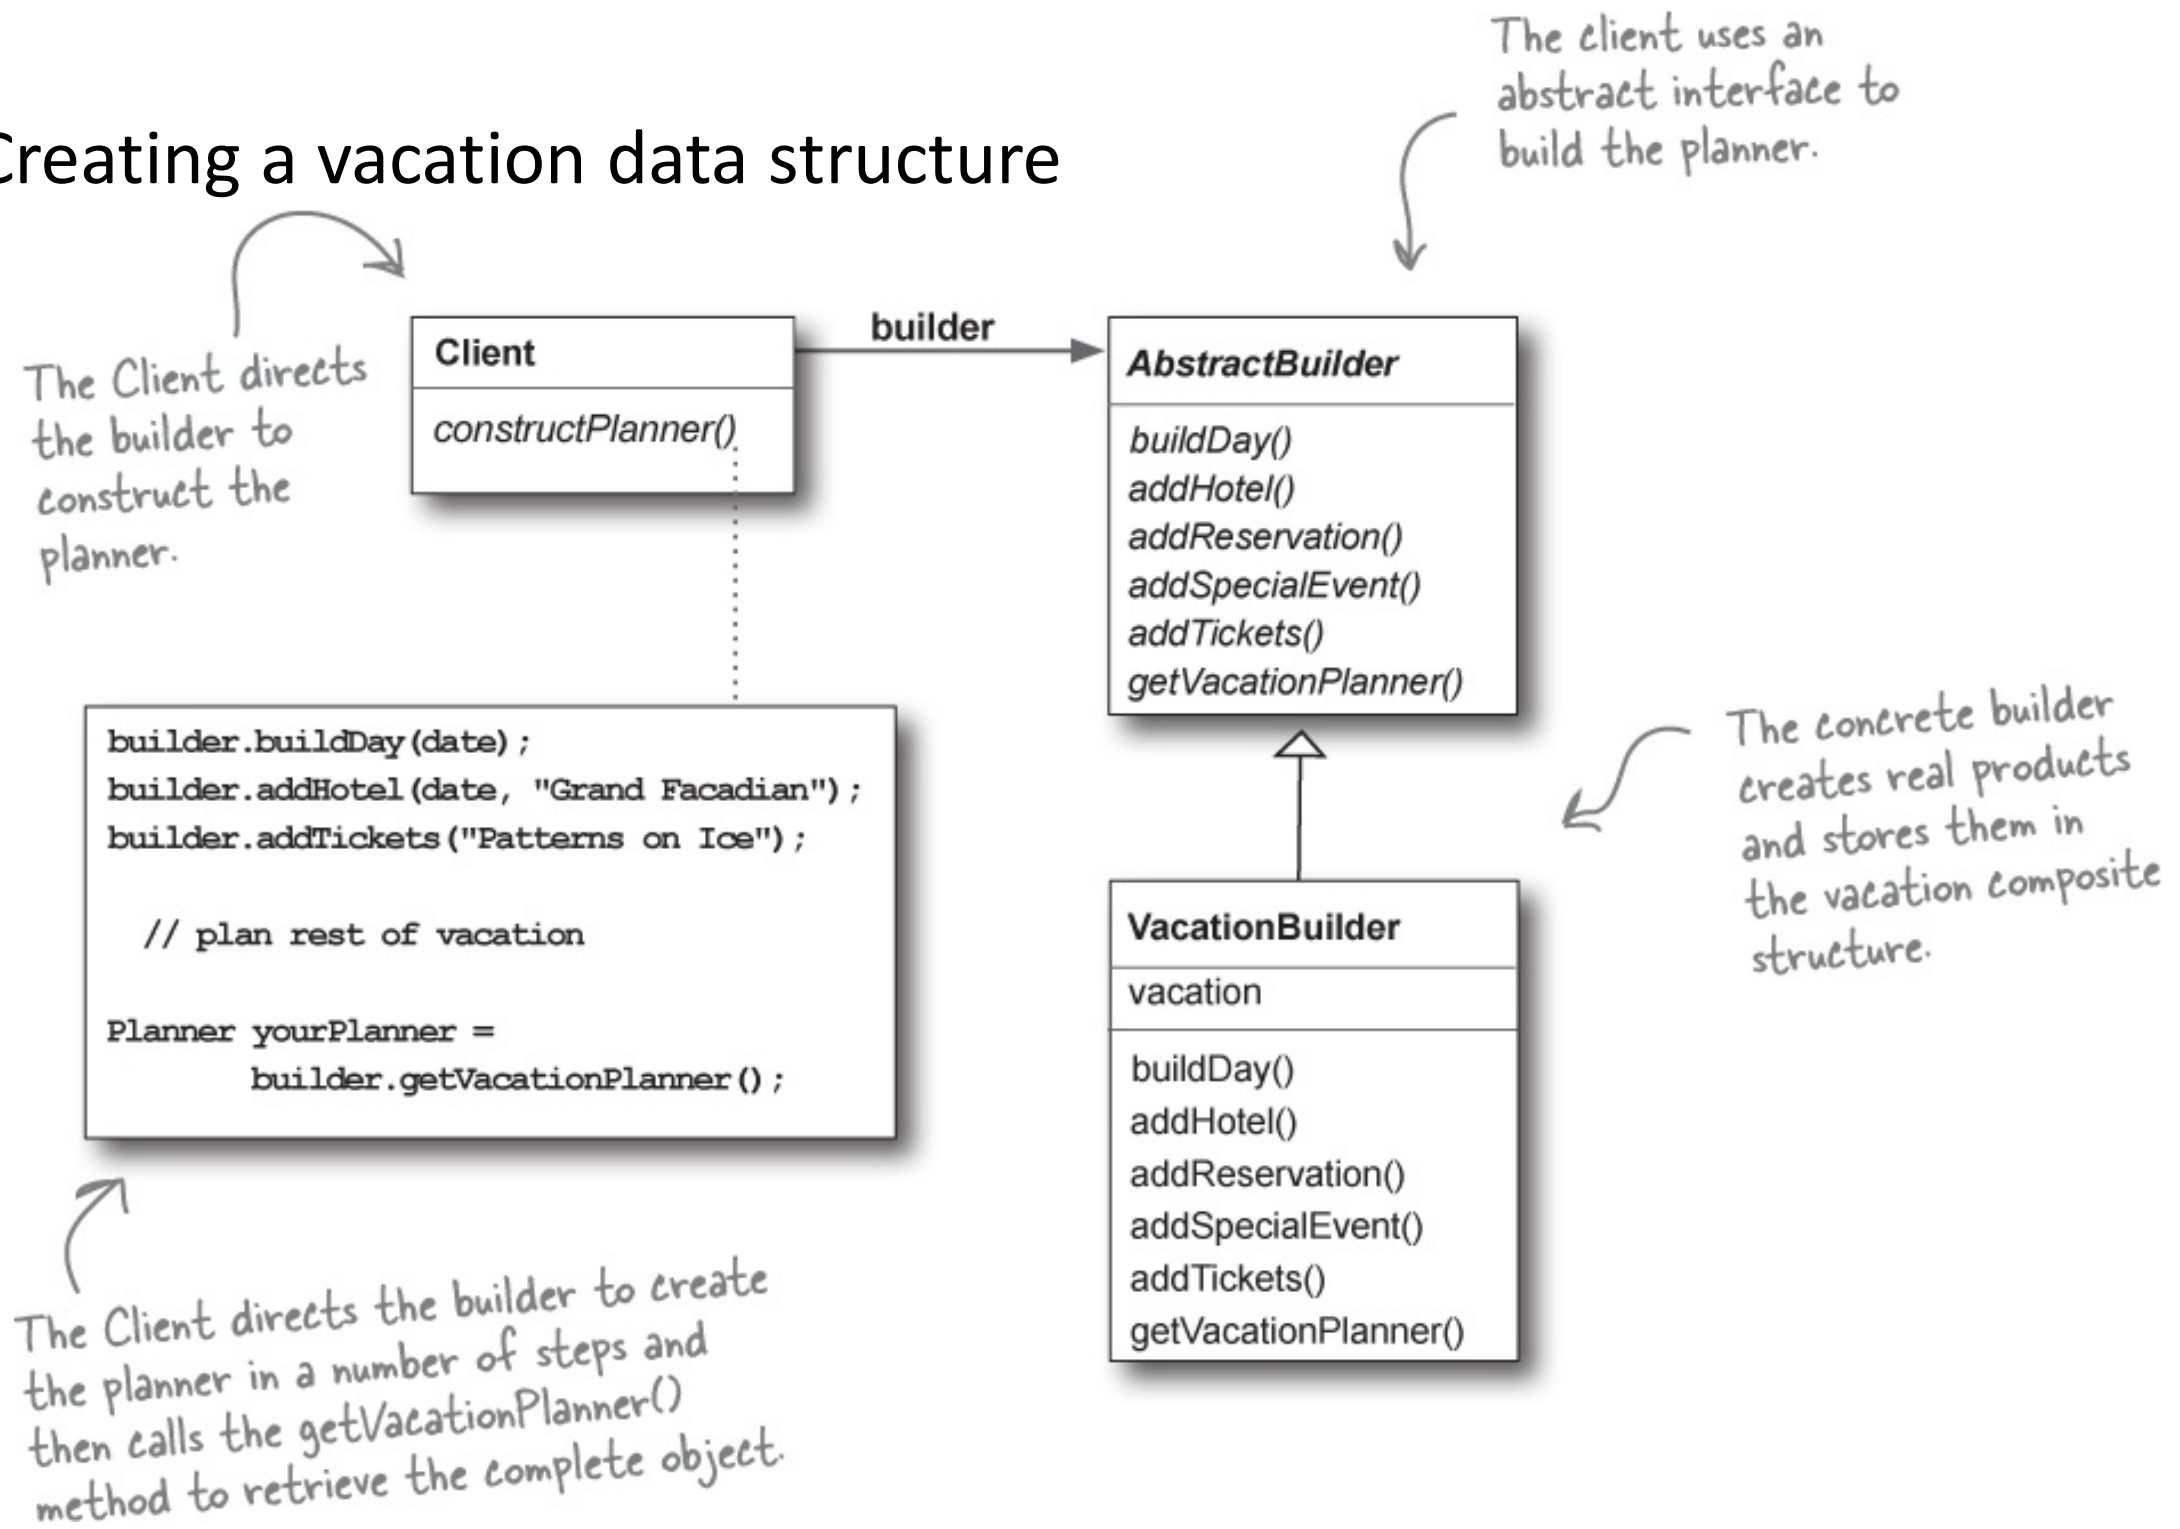 Creating a vacation data structure
The client uses an
abstract interface to
build the planner.
The Client directs
the builder to
construct the
planner.
Client
constructPlanner()
builder
AbstractBuilder
buildDay()
addHotel()
addReservation()
addSpecialEvent()
addTickets()
getVacationPlanner()
builder.buildDay(date);
builder.addHotel(date, "Grand Facadian");
builder.addTickets("Patterns on Ice");
// plan rest of vacation
Planner yourPlanner =
builder.getVacationPlanner();
The concrete builder
creates real products
and stores them in
the vacation composite
structure.
VacationBuilder
vacation
buildDay()
addHotel()
addReservation()
addSpecialEvent()
addTickets()
getVacationPlanner()
The Client directs the builder to create
the planner in a number of steps and
then calls the getVacationPlanner()
method to retrieve the complete object.